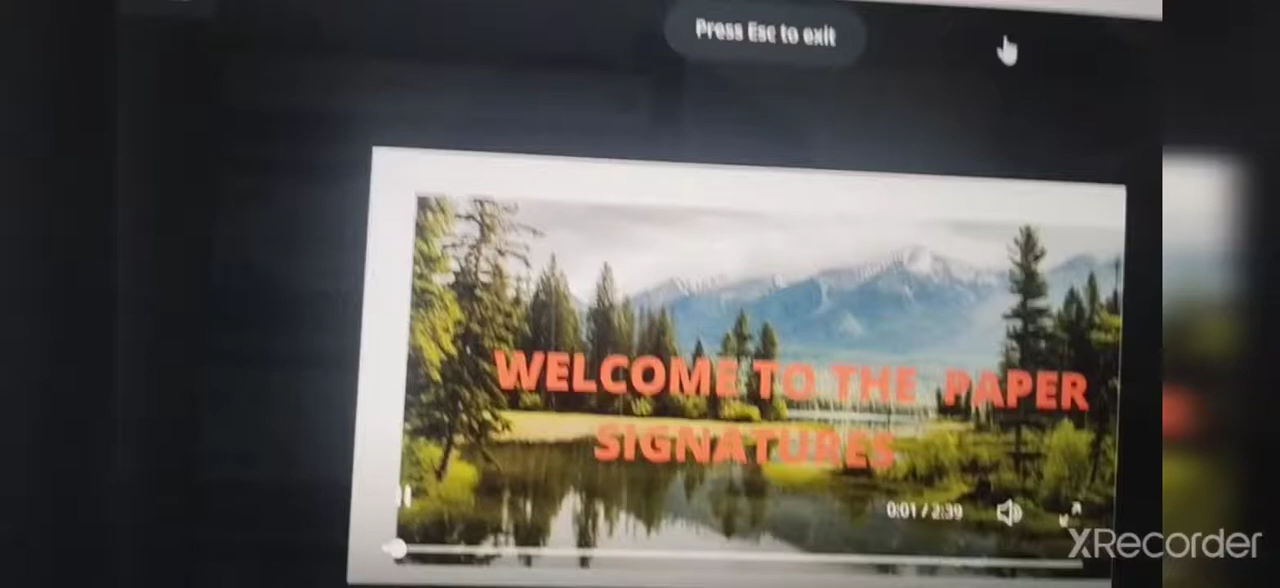 Press Esc to exit
WELCOME TO THE PAPER
SIGNATURES
0:01 / 2:39
XRecorder